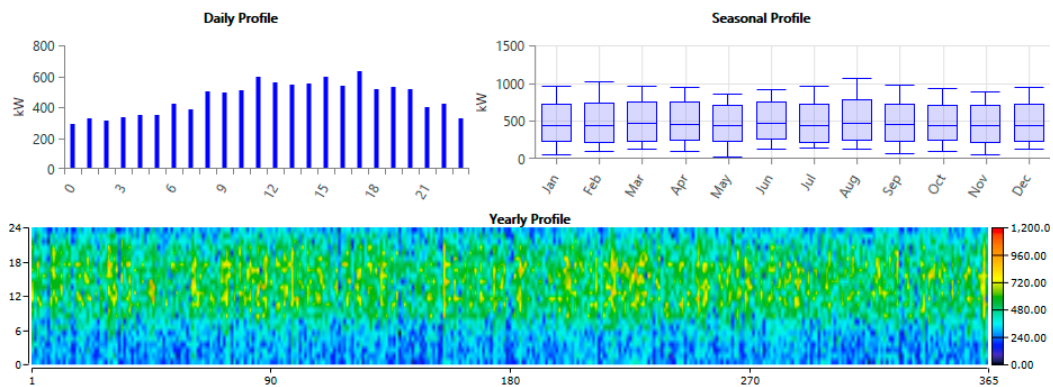 Daily Profile
800
600
400
200
0
kW
0 3 6 9 12 15 18 21
Seasonal Profile
1500
1000
500
0
kW
Jan Feb Mar Apr May Jun Jul Aug Sep Oct Nov Dec
Yearly Profile
24
18
12
6
0
1 90 180 270 365
1,200.00
960.00
720.00
480.00
240.00
0.00